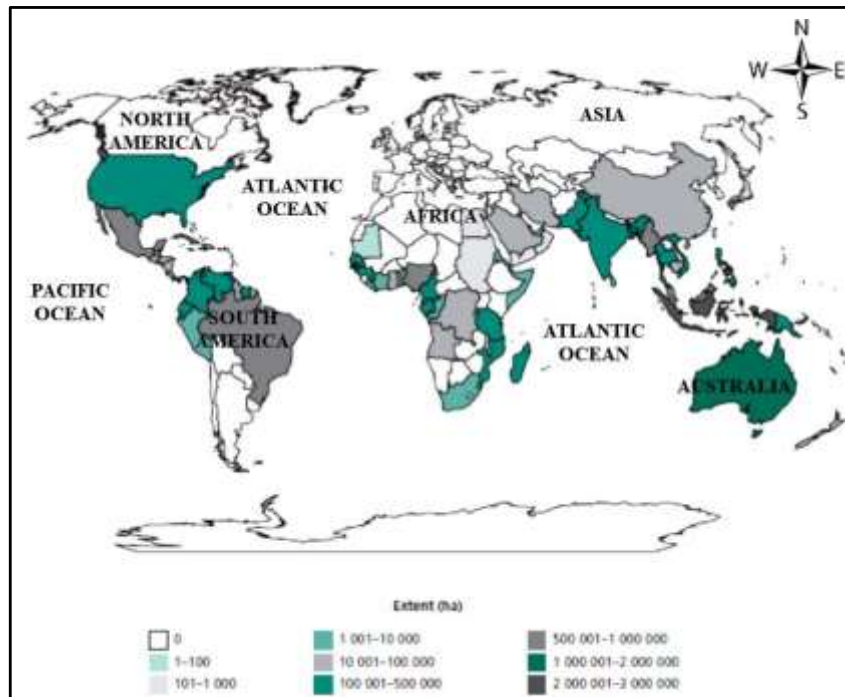 N
W E
S
NORTH
AMERICA
ASIA
ATLANTIC
OCEAN
AFRICA
PACIFIC
OCEAN
SOUTH
AMERICA
ATLANTIC
OCEAN
AUSTRALIA
Extent (ha)
0
1–100
101–1 000
1 001–10 000
10 001–100 000
100 001–500 000
500 001–1 000 000
1 000 001–2 000 000
2 000 001–3 000 000